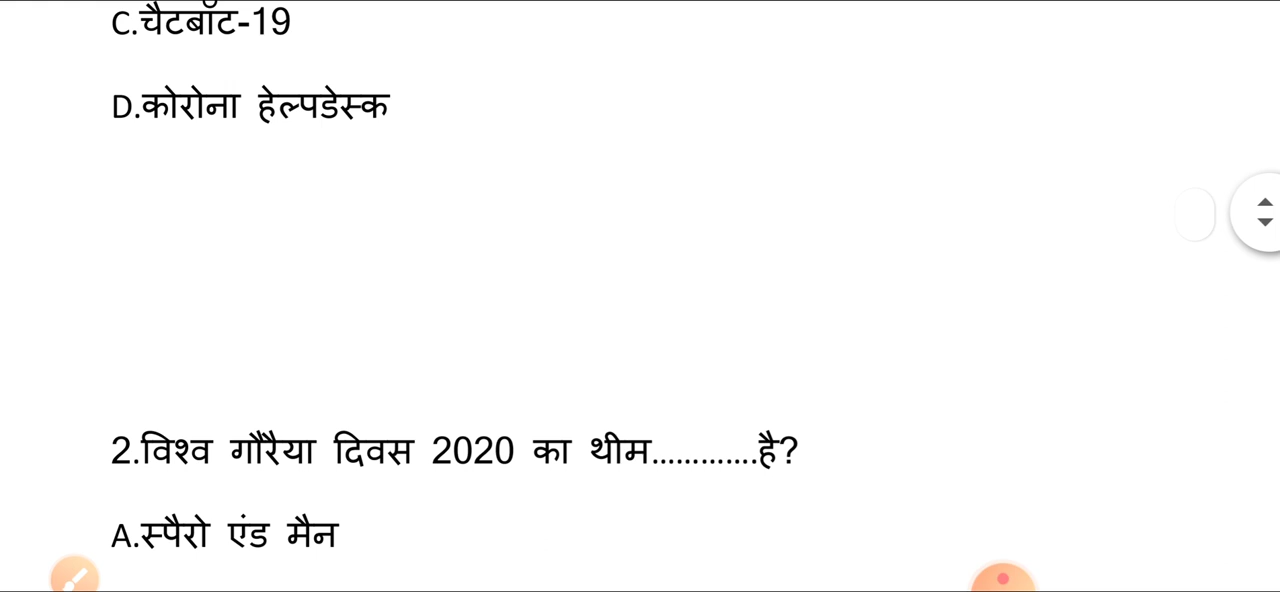 C.चैटबॉट-19
D.कोरोना हेल्पडेस्क
2.विश्व गौरैया दिवस 2020 का थीम.............है?
A.स्पैरो एंड मैन